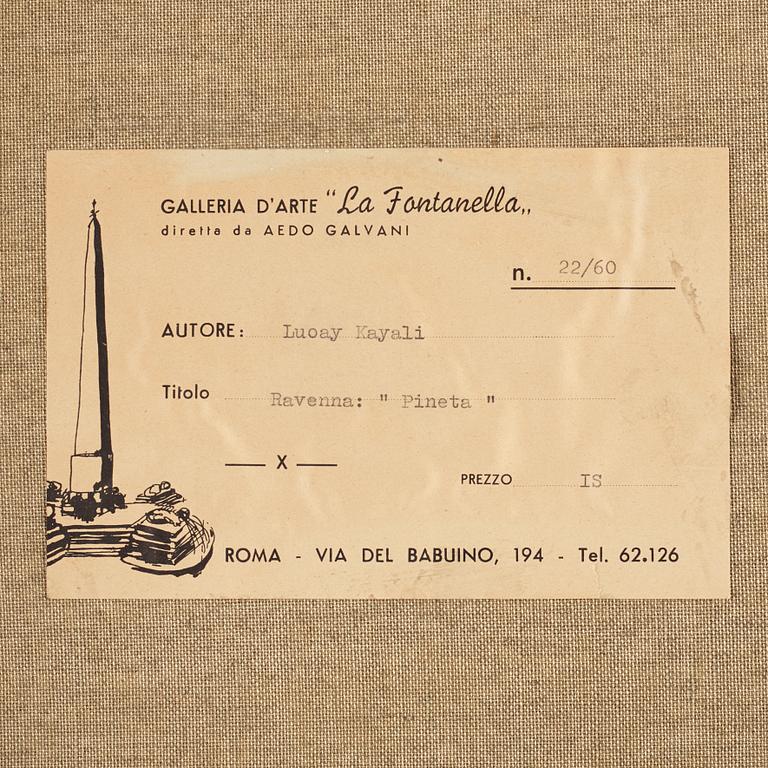 GALLERIA D'ARTE "La Fontanella„
diretta da AEDO GALVANI
n. 22/60
AUTORE: Luoay Kayali
Titolo Ravenna: " Pineta "
— X —
PREZZO IS
ROMA - VIA DEL BABUINO, 194 - Tel. 62.126